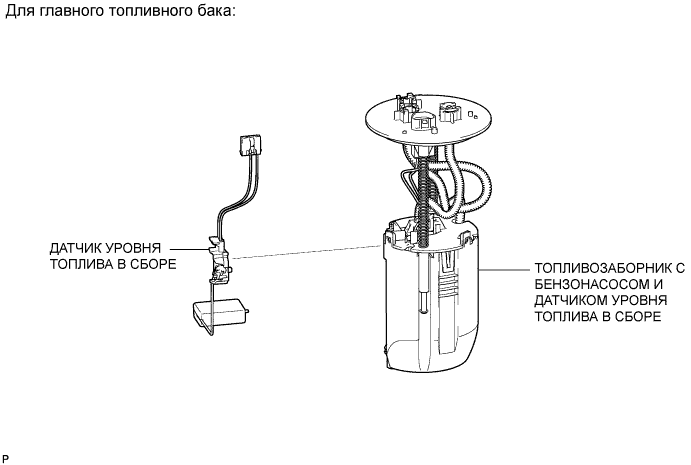 Для главного топливного бака:
ДАТЧИК УРОВНЯ
ТОПЛИВА В СБОРЕ
ТОПЛИВОЗАБОРНИК С
БЕНЗОНАСОСОМ И
ДАТЧИКОМ УРОВНЯ
ТОПЛИВА В СБОРЕ
P